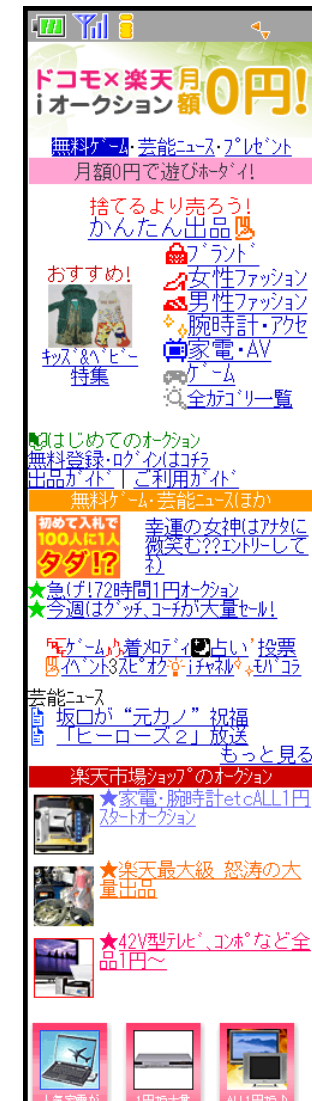 ドコモ×楽天 月額0円!
iオークション
無料ゲーム・芸能ニュース・プレゼント
月額0円で遊びホーダイ!
捨てるより売ろう!
かんたん出品
おすすめ!
キッズ&ベビー
特集
ブランド
女性ファッション
男性ファッション
腕時計・アクセ
家電・AV
ゲーム
全カテゴリ一覧
はじめてのオークション
無料登録・ログインはコチラ
出品ガイド|ご利用ガイド
無料ゲーム・芸能ニュースほか
初めて入札で
100人に1人
タダ!?
幸運の女神はアナタに
微笑む??エントリーして
ネ)
★急げ!72時間1円オークション
★今週はグッチ、コーチが大量セール!
ゲーム 着メロディ 占い 投票
イベント 3スピオク iチャネル モバコラ
芸能ニュース
坂口が“元カノ”祝福
「ヒーローズ2」放送
もっと見る
楽天市場ショップのオークション
★家電・腕時計etcALL1円
スタートオークション
★楽天最大級 怒涛の大
量出品
★42V型テレビ、コンポなど全
品1円〜